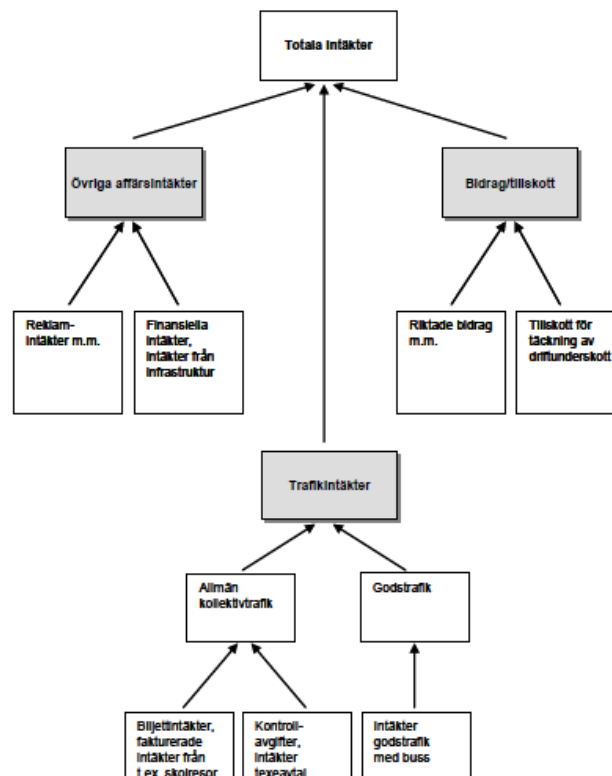 Totala intäkter
Övriga affärsintäkter
Bidrag/tillskott
Reklam-
intäkter m.m.
Finansiella
intäkter,
intäkter från
infrastruktur
Riktade bidrag
m.m.
Tillskott för
täckning av
driftunderskott
Trafikintäkter
Allmän
kollektivtrafik
Godstrafik
Biljettintäkter,
fakturerade
intäkter från
t.ex. skolresor
Kontroll-
avgifter,
intäkter
texeavtal
Intäkter
godstrafik
med buss